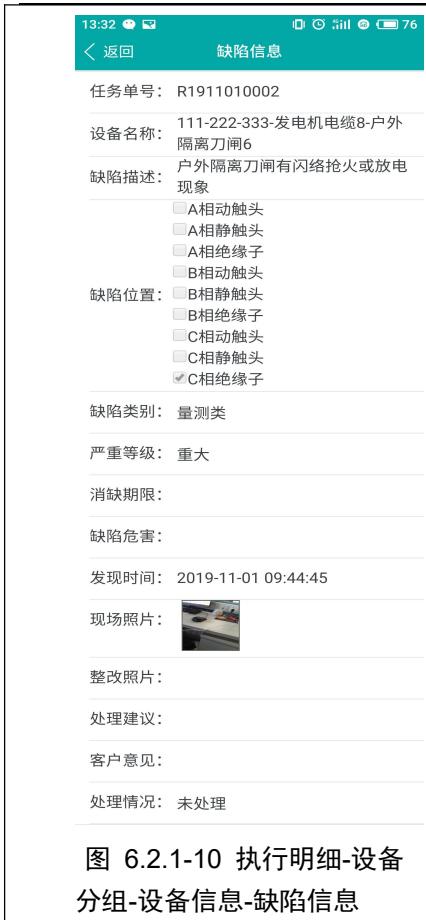 13:32 76
返回 缺陷信息
任务单号： R1911010002
设备名称： 111-222-333-发电机电缆8-户外
隔离刀闸6
缺陷描述： 户外隔离刀闸有闪络抢火或放电
现象
缺陷位置：
A相动触头
A相静触头
A相绝缘子
B相动触头
B相静触头
B相绝缘子
C相动触头
C相静触头
C相绝缘子
缺陷类别： 量测类
严重等级： 重大
消缺期限：
缺陷危害：
发现时间： 2019-11-01 09:44:45
现场照片：
整改照片：
处理建议：
客户意见：
处理情况： 未处理
图 6.2.1-10 执行明细-设备
分组-设备信息-缺陷信息